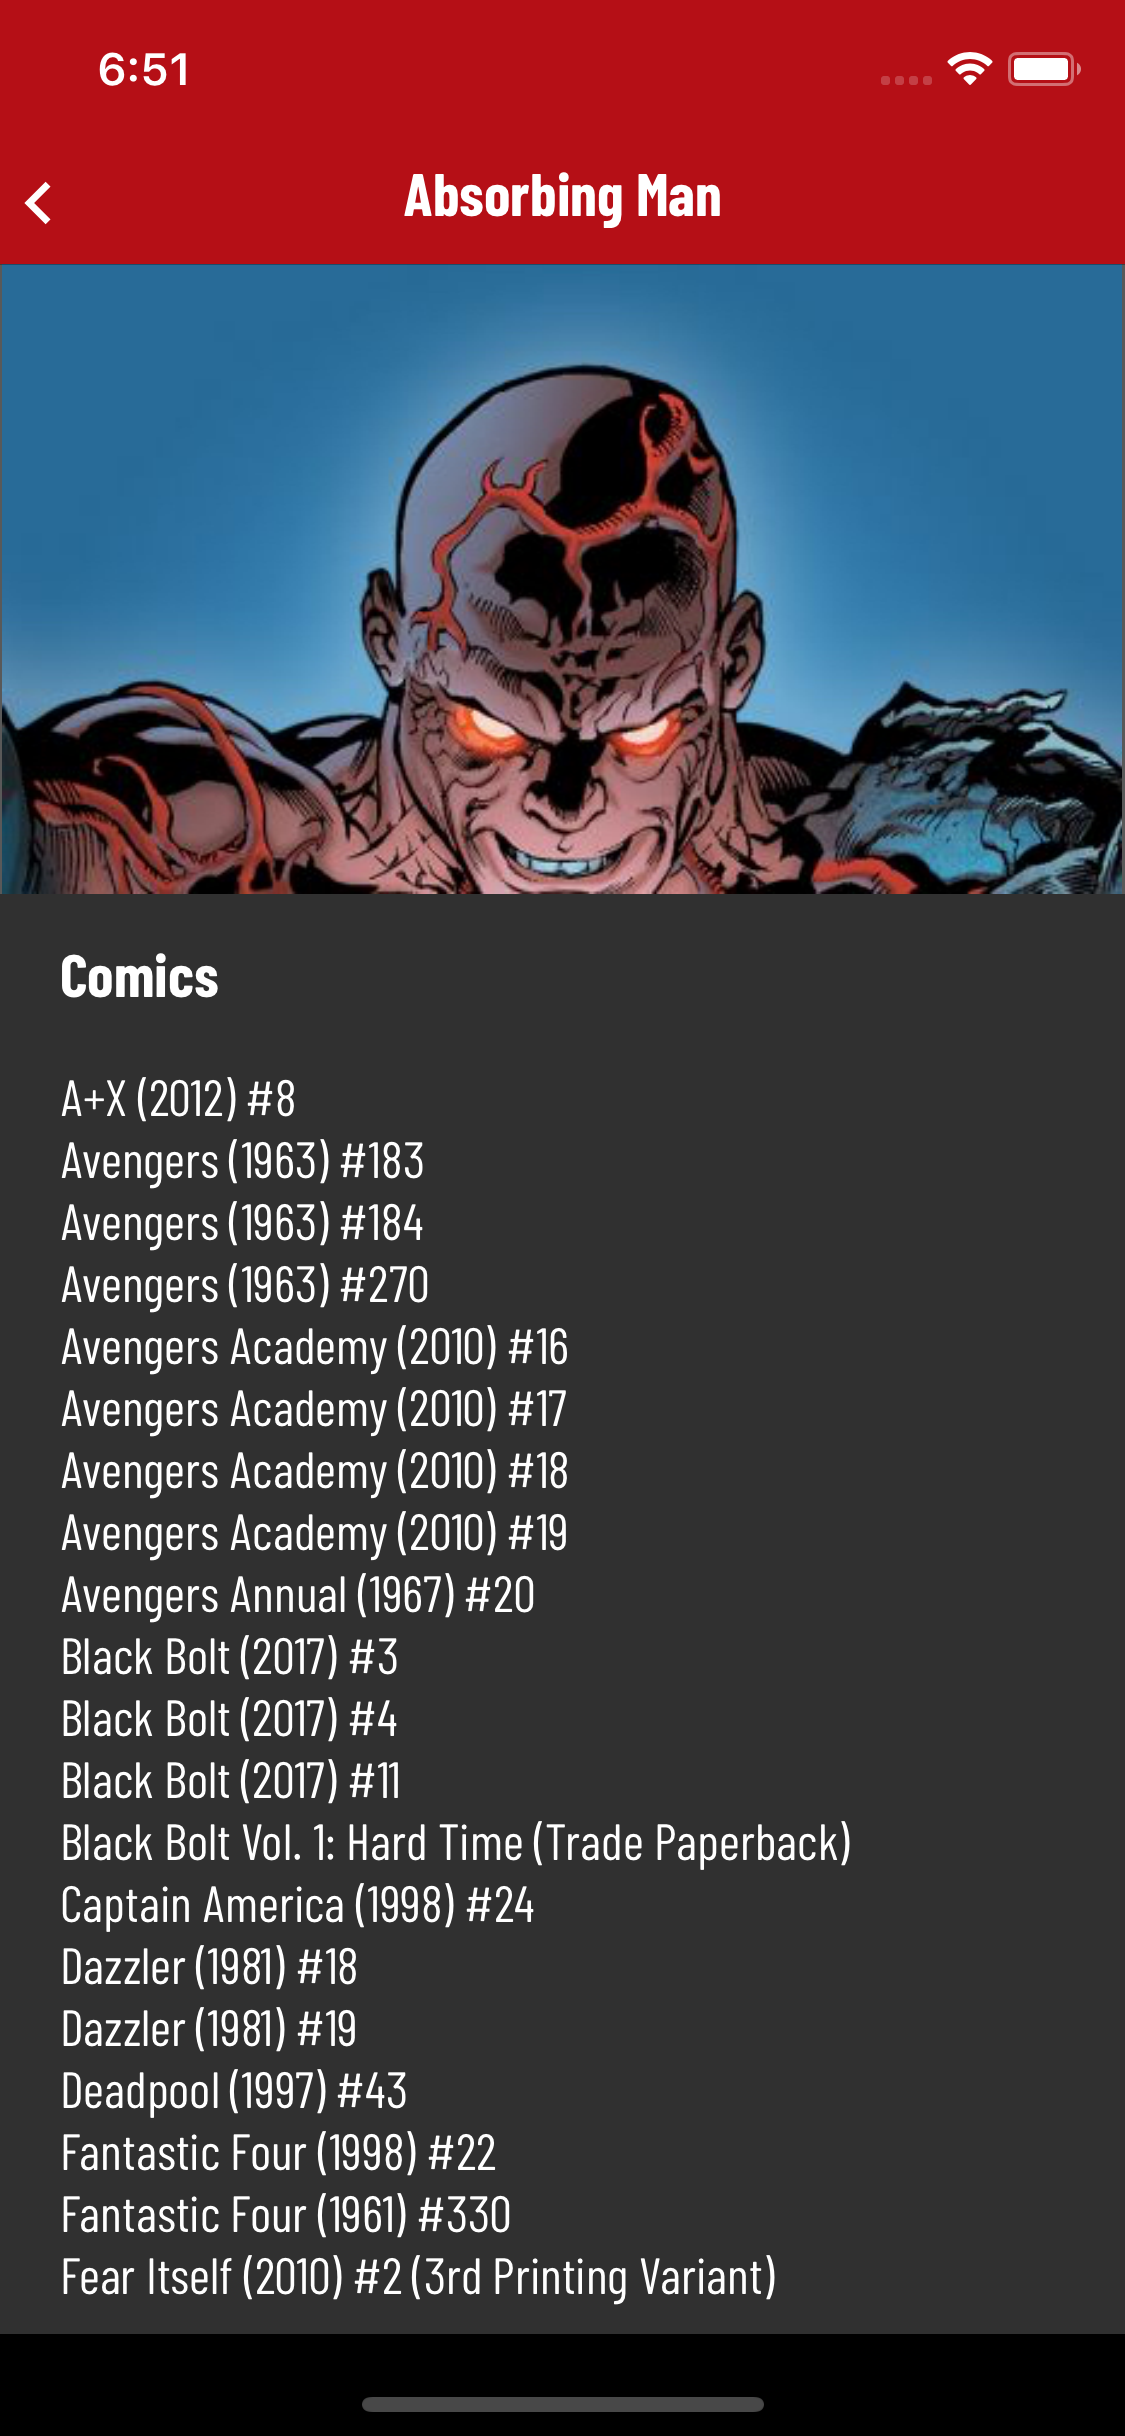 6:51
Absorbing Man
Comics
A+X (2012) #8
Avengers (1963) #183
Avengers (1963) #184
Avengers (1963) #270
Avengers Academy (2010) #16
Avengers Academy (2010) #17
Avengers Academy (2010) #18
Avengers Academy (2010) #19
Avengers Annual (1967) #20
Black Bolt (2017) #3
Black Bolt (2017) #4
Black Bolt (2017) #11
Black Bolt Vol. 1: Hard Time (Trade Paperback)
Captain America (1998) #24
Dazzler (1981) #18
Dazzler (1981) #19
Deadpool (1997) #43
Fantastic Four (1998) #22
Fantastic Four (1961) #330
Fear Itself (2010) #2 (3rd Printing Variant)